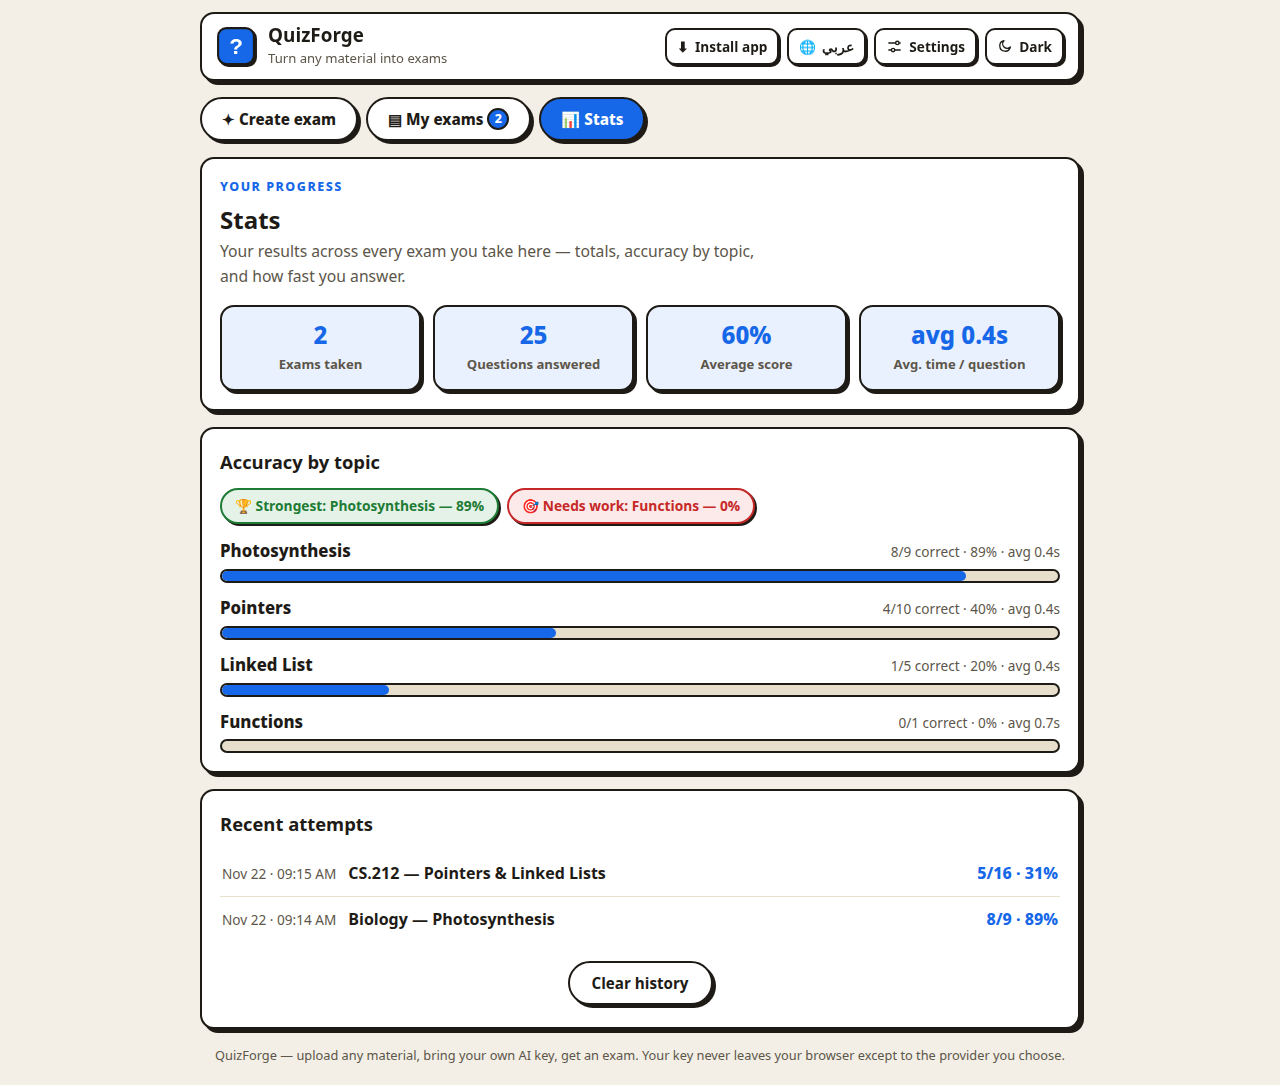 ?
QuizForge
Turn any material into exams
⬇ Install app
🌐 عربي
Settings
Dark
✦ Create exam
▤ My exams 2
📊 Stats
YOUR PROGRESS
Stats
Your results across every exam you take here — totals, accuracy by topic,
and how fast you answer.
2
Exams taken
25
Questions answered
60%
Average score
avg 0.4s
Avg. time / question
Accuracy by topic
🏆 Strongest: Photosynthesis — 89%
🎯 Needs work: Functions — 0%
Photosynthesis
8/9 correct · 89% · avg 0.4s
Pointers
4/10 correct · 40% · avg 0.4s
Linked List
1/5 correct · 20% · avg 0.4s
Functions
0/1 correct · 0% · avg 0.7s
Recent attempts
Nov 22 · 09:15 AM CS.212 — Pointers & Linked Lists 5/16 · 31%
Nov 22 · 09:14 AM Biology — Photosynthesis 8/9 · 89%
Clear history
QuizForge — upload any material, bring your own AI key, get an exam. Your key never leaves your browser except to the provider you choose.